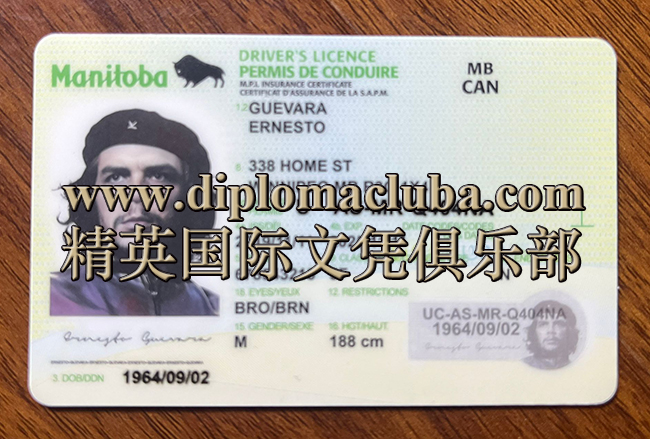 Manitoba
DRIVER'S LICENCE
PERMIS DE CONDUIRE
M.P.I. INSURANCE CERTIFICATE
CERTIFICAT D'ASSURANCE DE LA S.A.P.M.
MB
CAN
12 GUEVARA
ERNESTO
338 HOME ST
www.diplomacluba.com
精英国际文凭俱乐部
18. EYES/YEUX
12. RESTRICTIONS
BRO/BRN
15. GENDER/SEXE
16. HGT/HAUT.
M
188 cm
UC-AS-MR-Q404NA
1964/09/02
Ernesto Guevara
3. DOB/DDN 1964/09/02